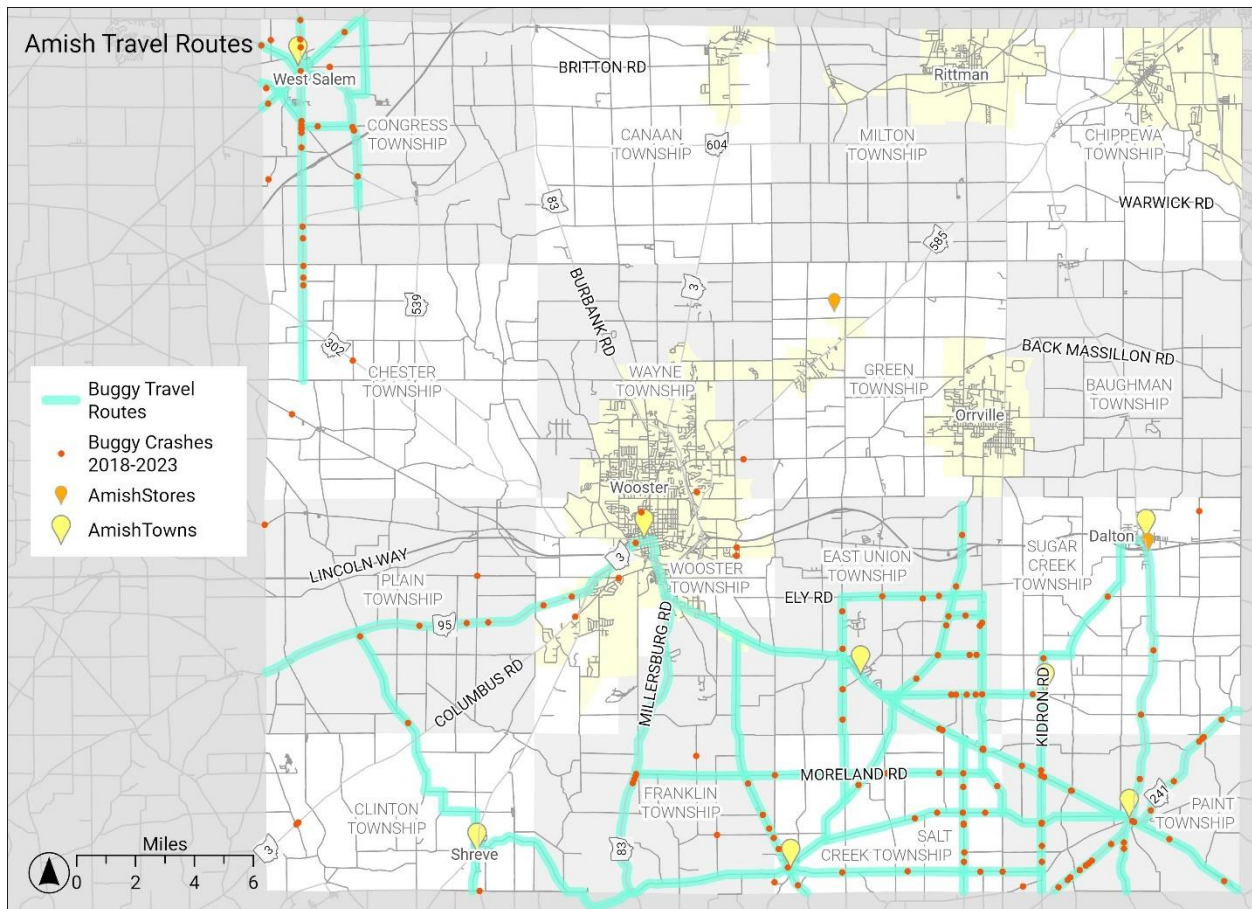 Amish Travel Routes
West Salem
BRITTON RD
Rittman
CONGRESS
TOWNSHIP
CANAAN
TOWNSHIP
604
MILTON
TOWNSHIP
CHIPPEWA
TOWNSHIP
83
WARWICK RD
585
BURBANK RD
3
539
302
CHESTER
TOWNSHIP
WAYNE
TOWNSHIP
GREEN
TOWNSHIP
BACK MASSILLON RD
BAUGHMAN
TOWNSHIP
Orrville
Buggy Travel
Routes
Buggy Crashes
2018-2023
AmishStores
AmishTowns
Wooster
LINCOLN WAY
3
PLAIN
TOWNSHIP
WOOSTER
TOWNSHIP
EAST UNION
TOWNSHIP
SUGAR
CREEK
TOWNSHIP
Dalton
ELY RD
95
COLUMBUS RD
MILLERSBURG RD
KIDRON RD
MORELAND RD
FRANKLIN
TOWNSHIP
241
PAINT
TOWNSHIP
CLINTON
TOWNSHIP
Shreve
83
SALT
CREEK TOWNSHIP
3
Miles
0 2 4 6